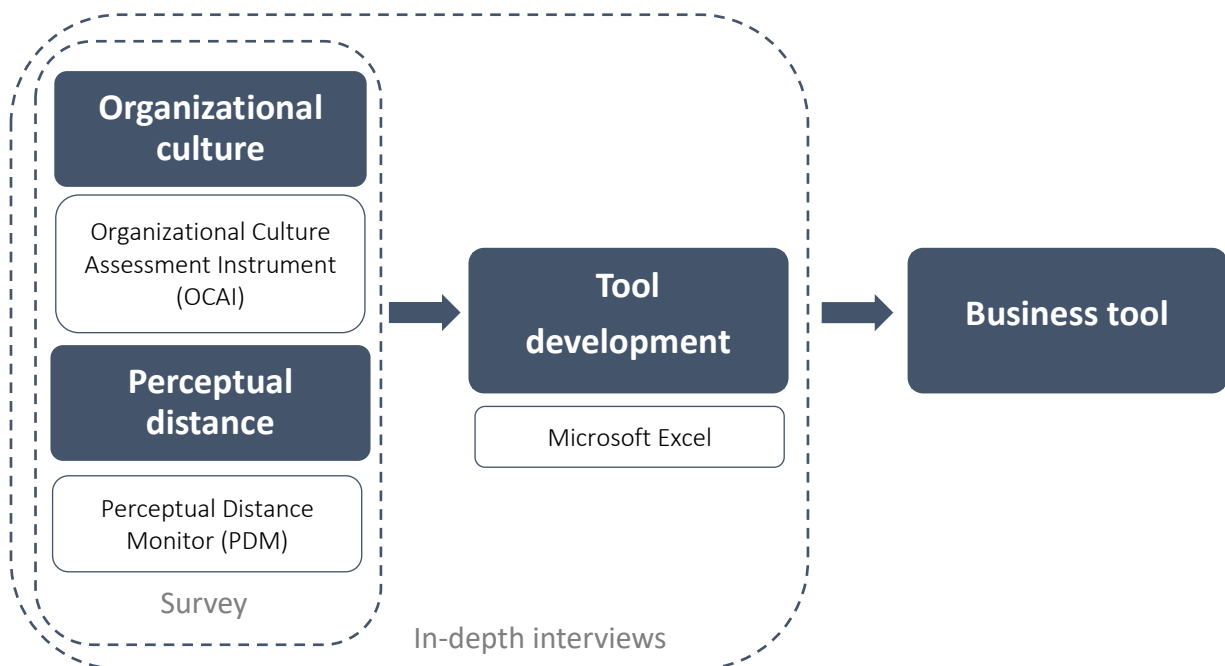 Organizational
culture
Organizational Culture
Assessment Instrument
(OCAI)
Perceptual
distance
Perceptual Distance
Monitor (PDM)
Survey
Tool
development
Microsoft Excel
In-depth interviews
Business tool